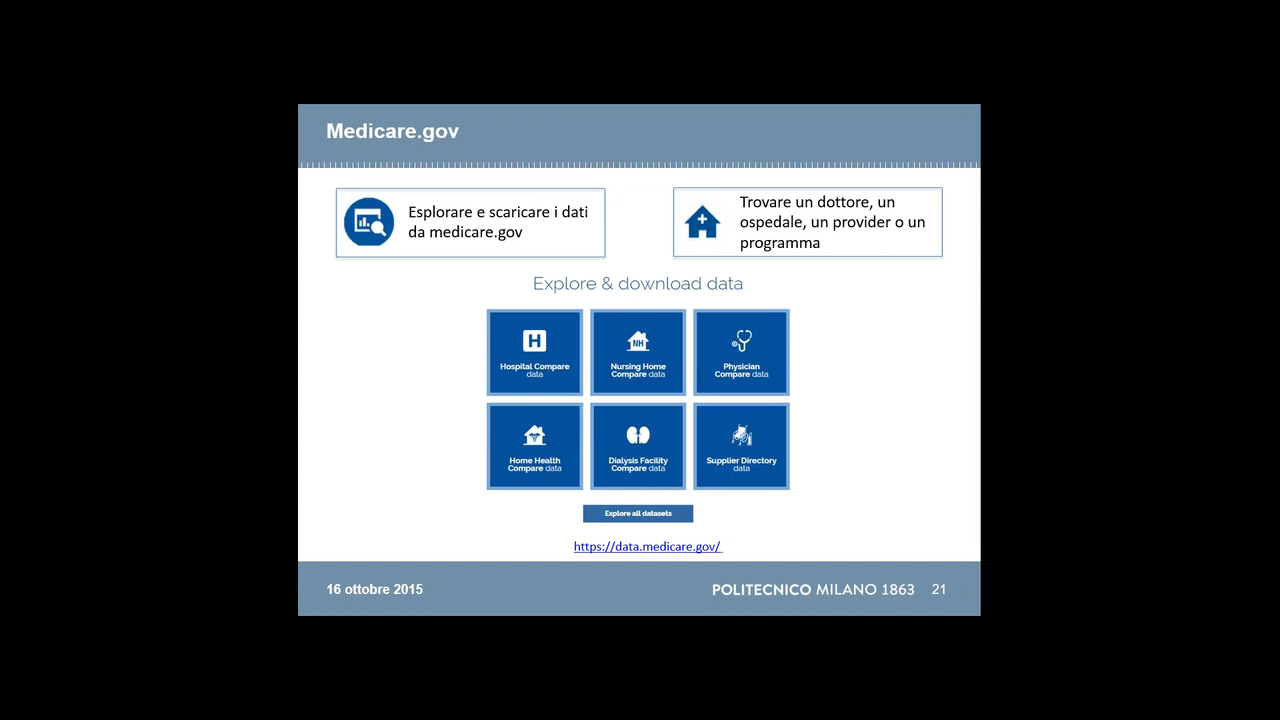 Medicare.gov
Esplorare e scaricare i dati
da medicare.gov
Trovare un dottore, un
ospedale, un provider o un
programma
Explore & download data
H
Hospital Compare
data
NH
Nursing Home
Compare data
Physician
Compare data
Home Health
Compare data
Dialysis Facility
Compare data
Supplier Directory
data
Explore all datasets
https://data.medicare.gov/
16 ottobre 2015
POLITECNICO MILANO 1863
21